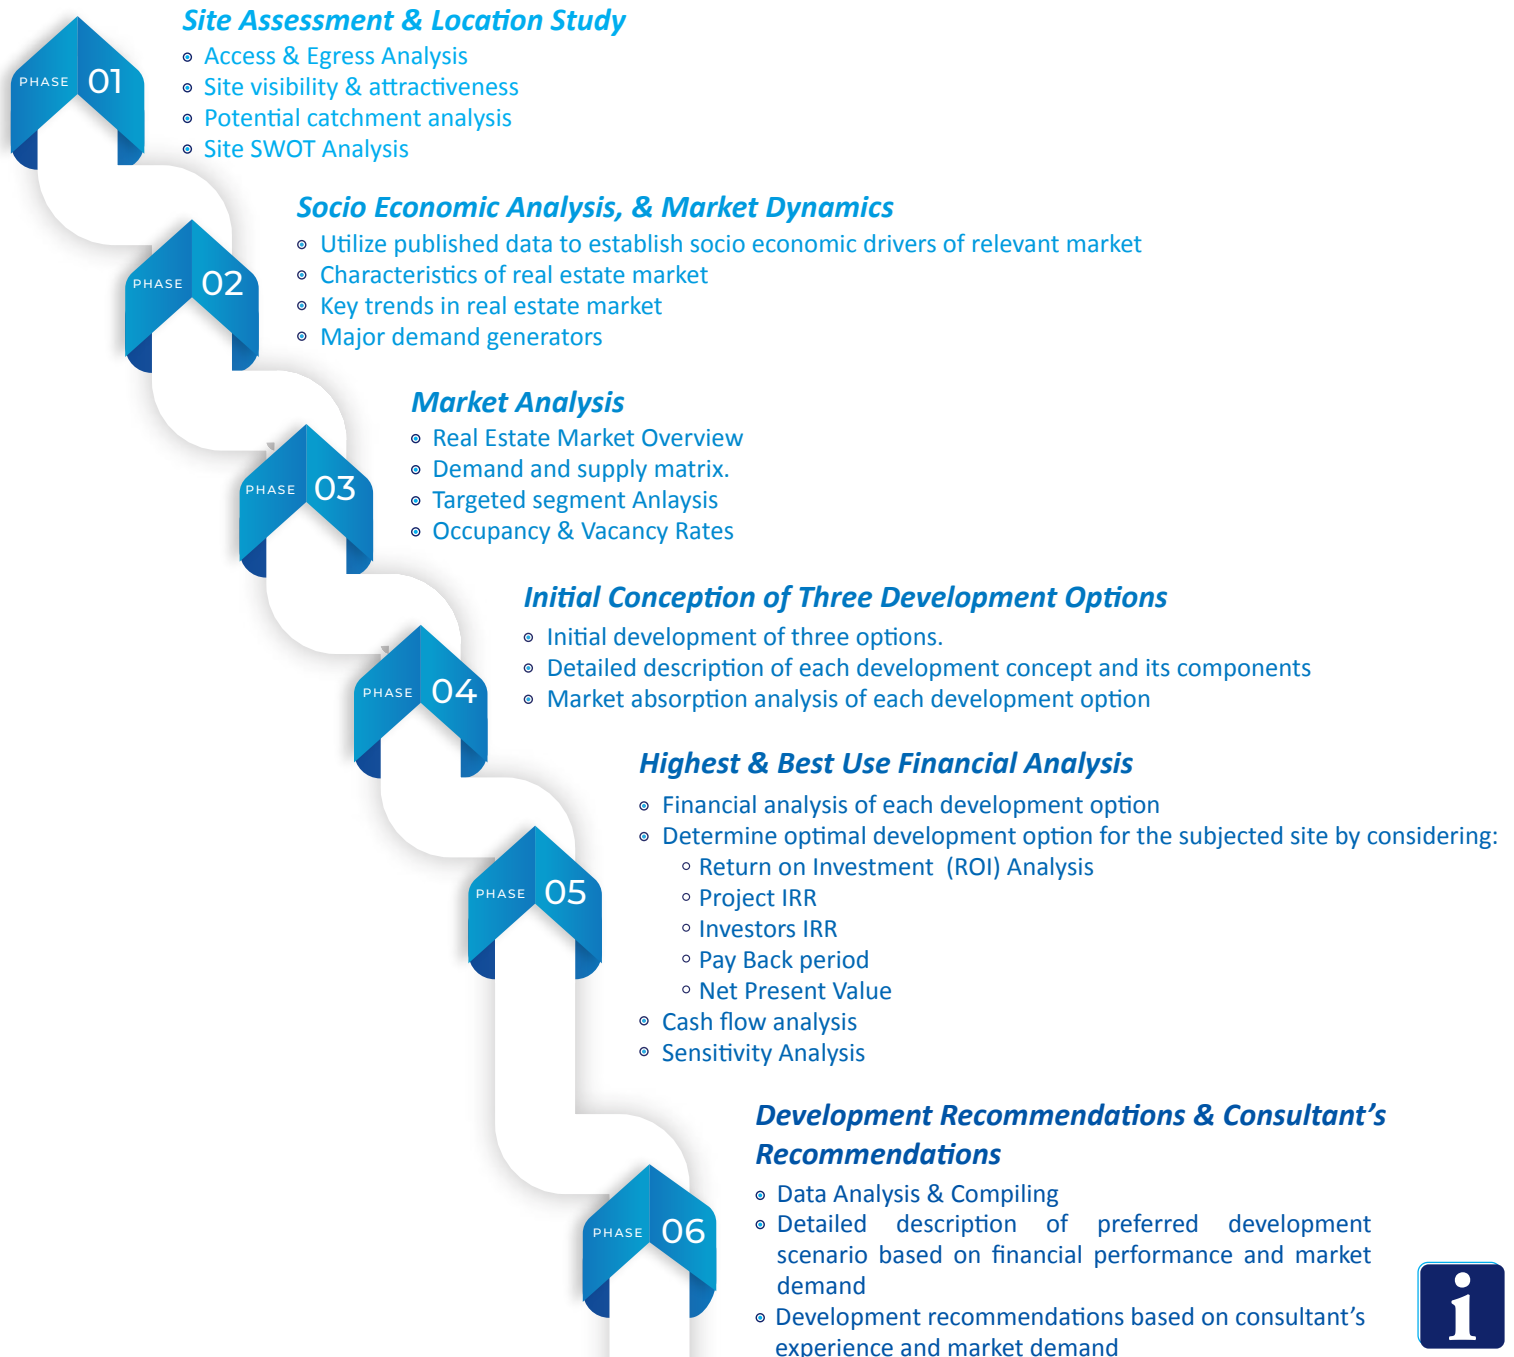 PHASE 01
Site Assessment & Location Study
Access & Egress Analysis
Site visibility & attractiveness
Potential catchment analysis
Site SWOT Analysis
PHASE 02
Socio Economic Analysis, & Market Dynamics
Utilize published data to establish socio economic drivers of relevant market
Characteristics of real estate market
Key trends in real estate market
Major demand generators
PHASE 03
Market Analysis
Real Estate Market Overview
Demand and supply matrix.
Targeted segment Anlaysis
Occupancy & Vacancy Rates
PHASE 04
Initial Conception of Three Development Options
Initial development of three options.
Detailed description of each development concept and its components
Market absorption analysis of each development option
PHASE 05
Highest & Best Use Financial Analysis
Financial analysis of each development option
Determine optimal development option for the subjected site by considering:
Return on Investment (ROI) Analysis
Project IRR
Investors IRR
Pay Back period
Net Present Value
Cash flow analysis
Sensitivity Analysis
PHASE 06
Development Recommendations & Consultant’s
Recommendations
Data Analysis & Compiling
Detailed description of preferred development
scenario based on financial performance and market
demand
Development recommendations based on consultant’s
experience and market demand
i